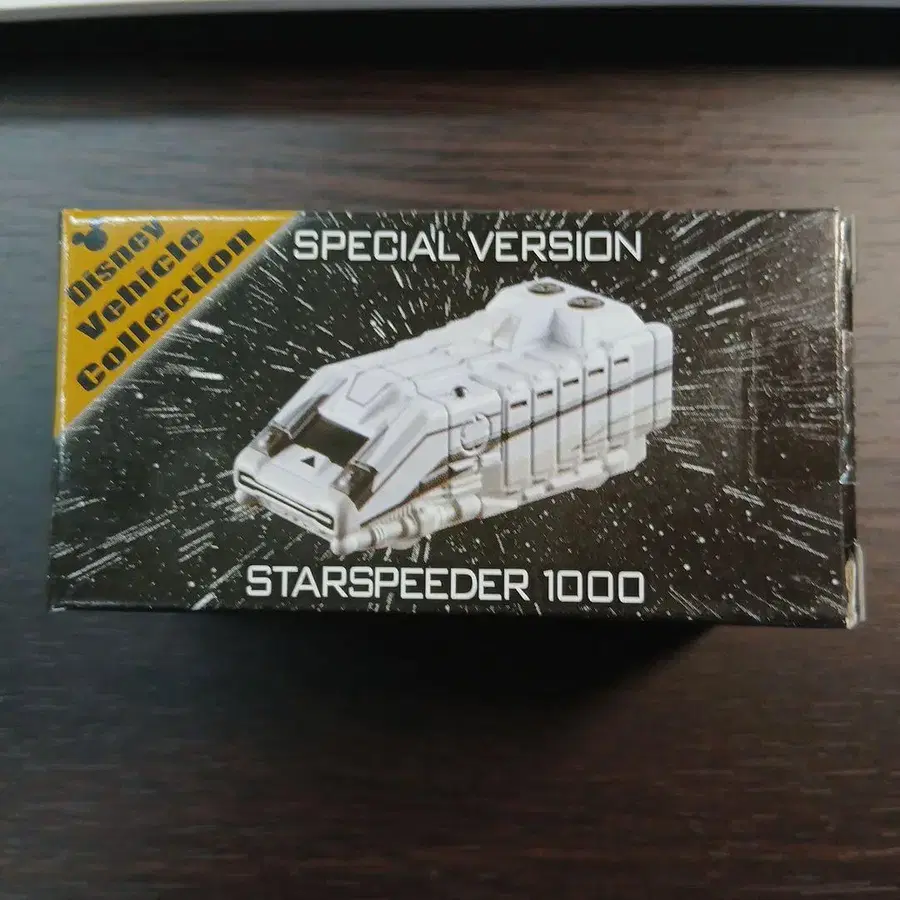 Disney
Vehicle
Collection
SPECIAL VERSION
STARSPEEDER 1000